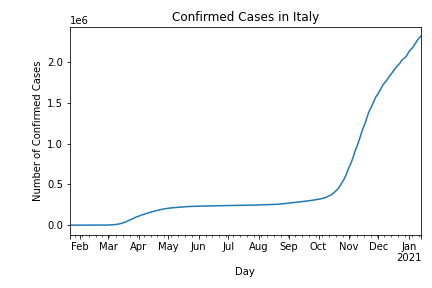 Confirmed Cases in Italy
1e6
2.0
1.5
1.0
0.5
0.0
Number of Confirmed Cases
Feb Mar Apr May Jun Jul Aug Sep Oct Nov Dec Jan
2021
Day